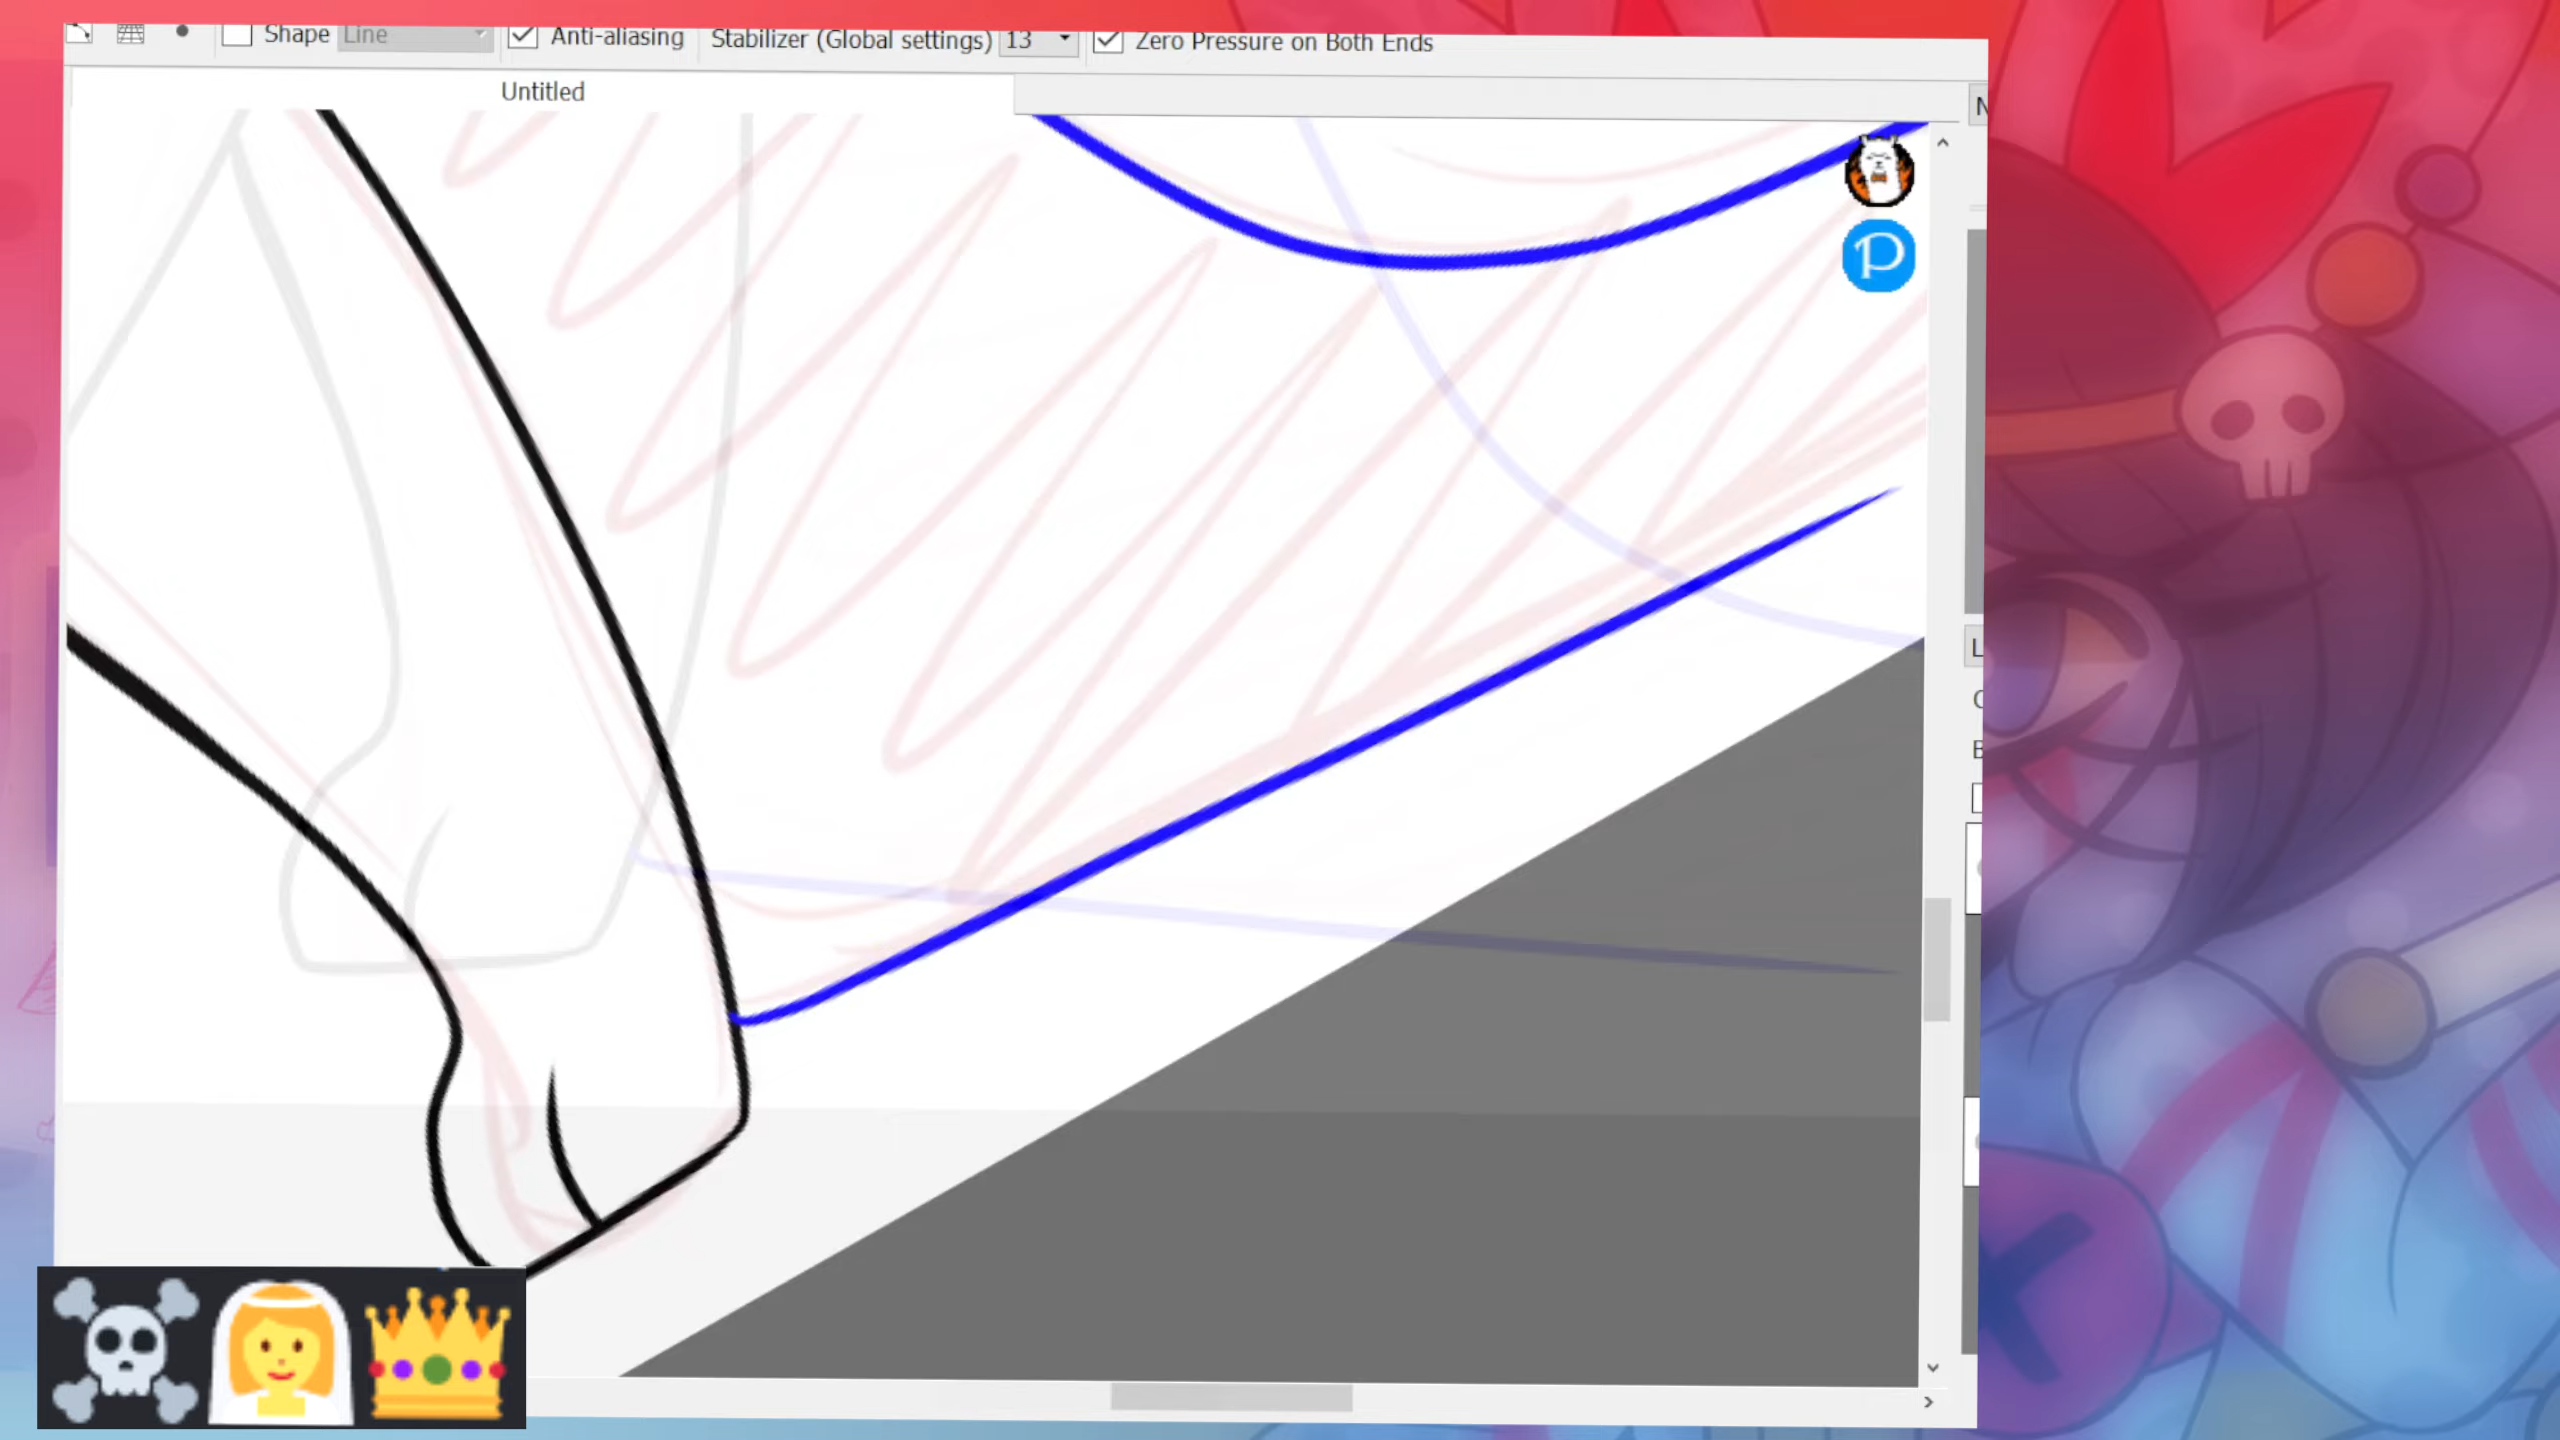 Shape Line Anti-aliasing Stabilizer (Global settings) 13 Zero Pressure on Both Ends
Untitled
N
P
L